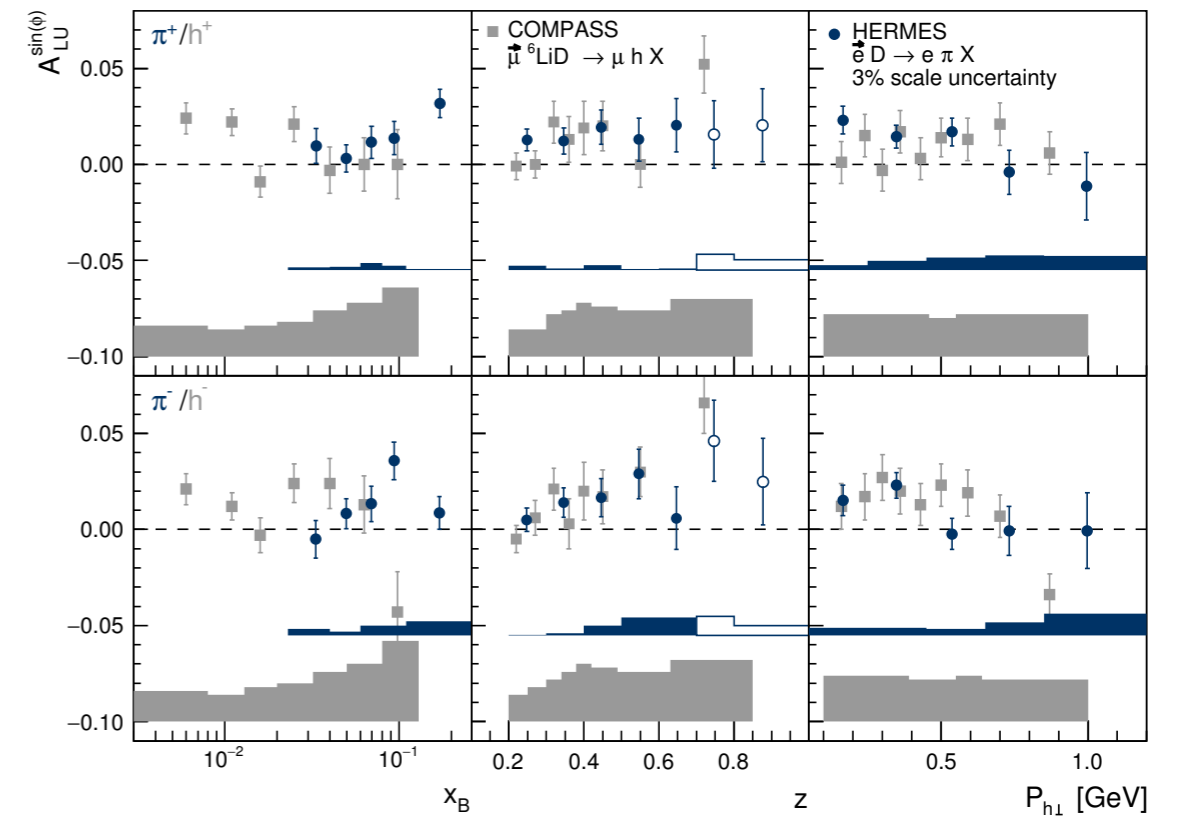 A_LU^sin(ϕ)
π⁺/h⁺
COMPASS
μ⃗ ⁶LiD → μ h X
HERMES
e⃗ D → e π X
3% scale uncertainty
0.05
0.00
−0.05
−0.10
π⁻/h⁻
0.05
0.00
−0.05
−0.10
10⁻² 10⁻¹ 0.2 0.4 0.6 0.8 0.5 1.0
x_B z P_h⊥ [GeV]